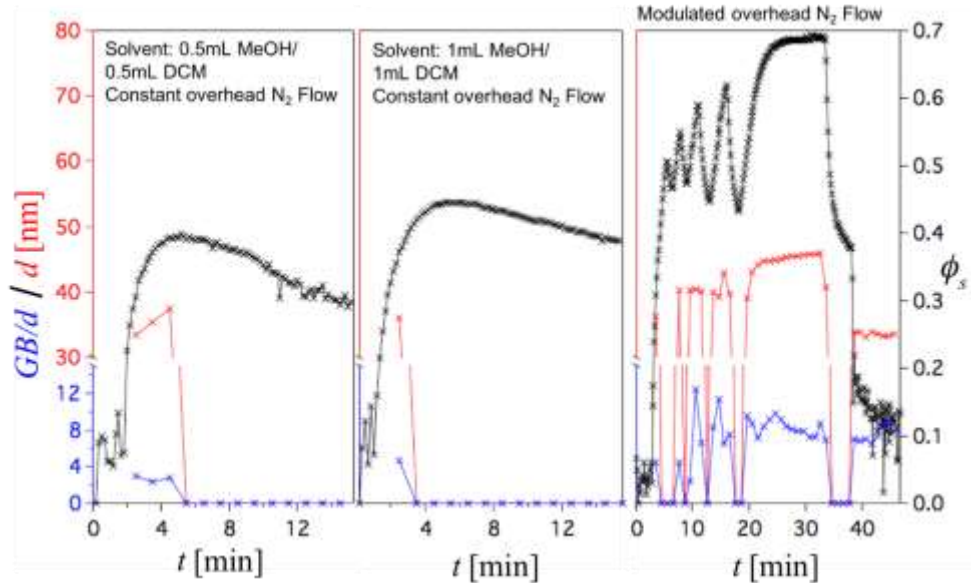 Modulated overhead N₂ Flow
Solvent: 0.5mL MeOH/
0.5mL DCM
Constant overhead N₂ Flow
Solvent: 1mL MeOH/
1mL DCM
Constant overhead N₂ Flow
80
70
60
50
40
30
12
8
4
0
GB/d / d [nm]
0.7
0.6
0.5
0.4
0.3
0.2
0.1
0.0
ϕs
0 4 8 12
4 8 12
0 10 20 30 40
t [min]
t [min]
t [min]